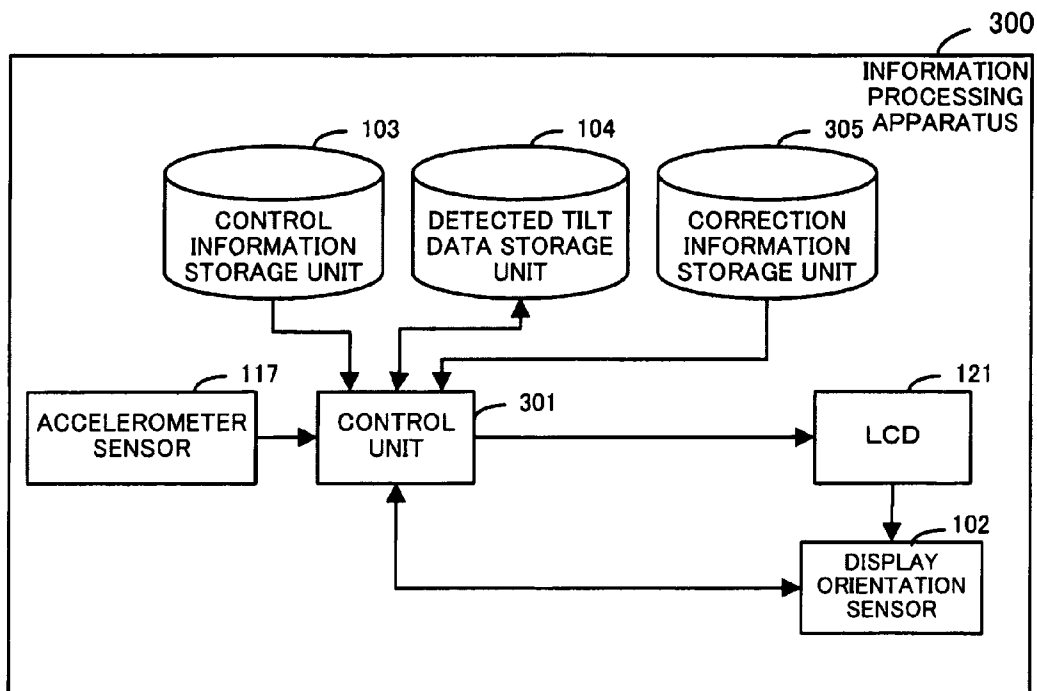 300
INFORMATION
PROCESSING
APPARATUS
103
104
305
CONTROL
INFORMATION
STORAGE UNIT
DETECTED TILT
DATA STORAGE
UNIT
CORRECTION
INFORMATION
STORAGE UNIT
117
ACCELEROMETER
SENSOR
301
CONTROL
UNIT
121
LCD
102
DISPLAY
ORIENTATION
SENSOR